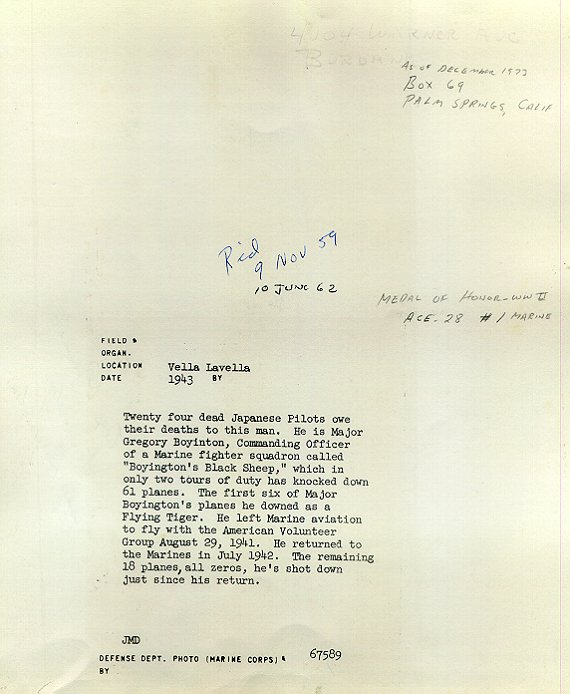 4704 WARNER AVE
AS OF DECEMBER 1973
BOX 69
PALM SPRINGS, CALIF
Rcd
9 NOV 59
10 JUNE 62
MEDAL OF HONOR-WW II
ACE-28 #1 MARINE
FIELD &
ORGAN.
LOCATION Vella Lavella
DATE 1943 BY
Twenty four dead Japanese Pilots owe
their deaths to this man. He is Major
Gregory Boyinton, Commanding Officer
of a Marine fighter squadron called
"Boyington's Black Sheep," which in
only two tours of duty has knocked down
61 planes. The first six of Major
Boyington's planes he downed as a
Flying Tiger. He left Marine aviation
to fly with the American Volunteer
Group August 29, 1941. He returned to
the Marines in July 1942. The remaining
18 planes, all zeros, he's shot down
just since his return.
JMD
DEFENSE DEPT. PHOTO (MARINE CORPS) # 67589
BY